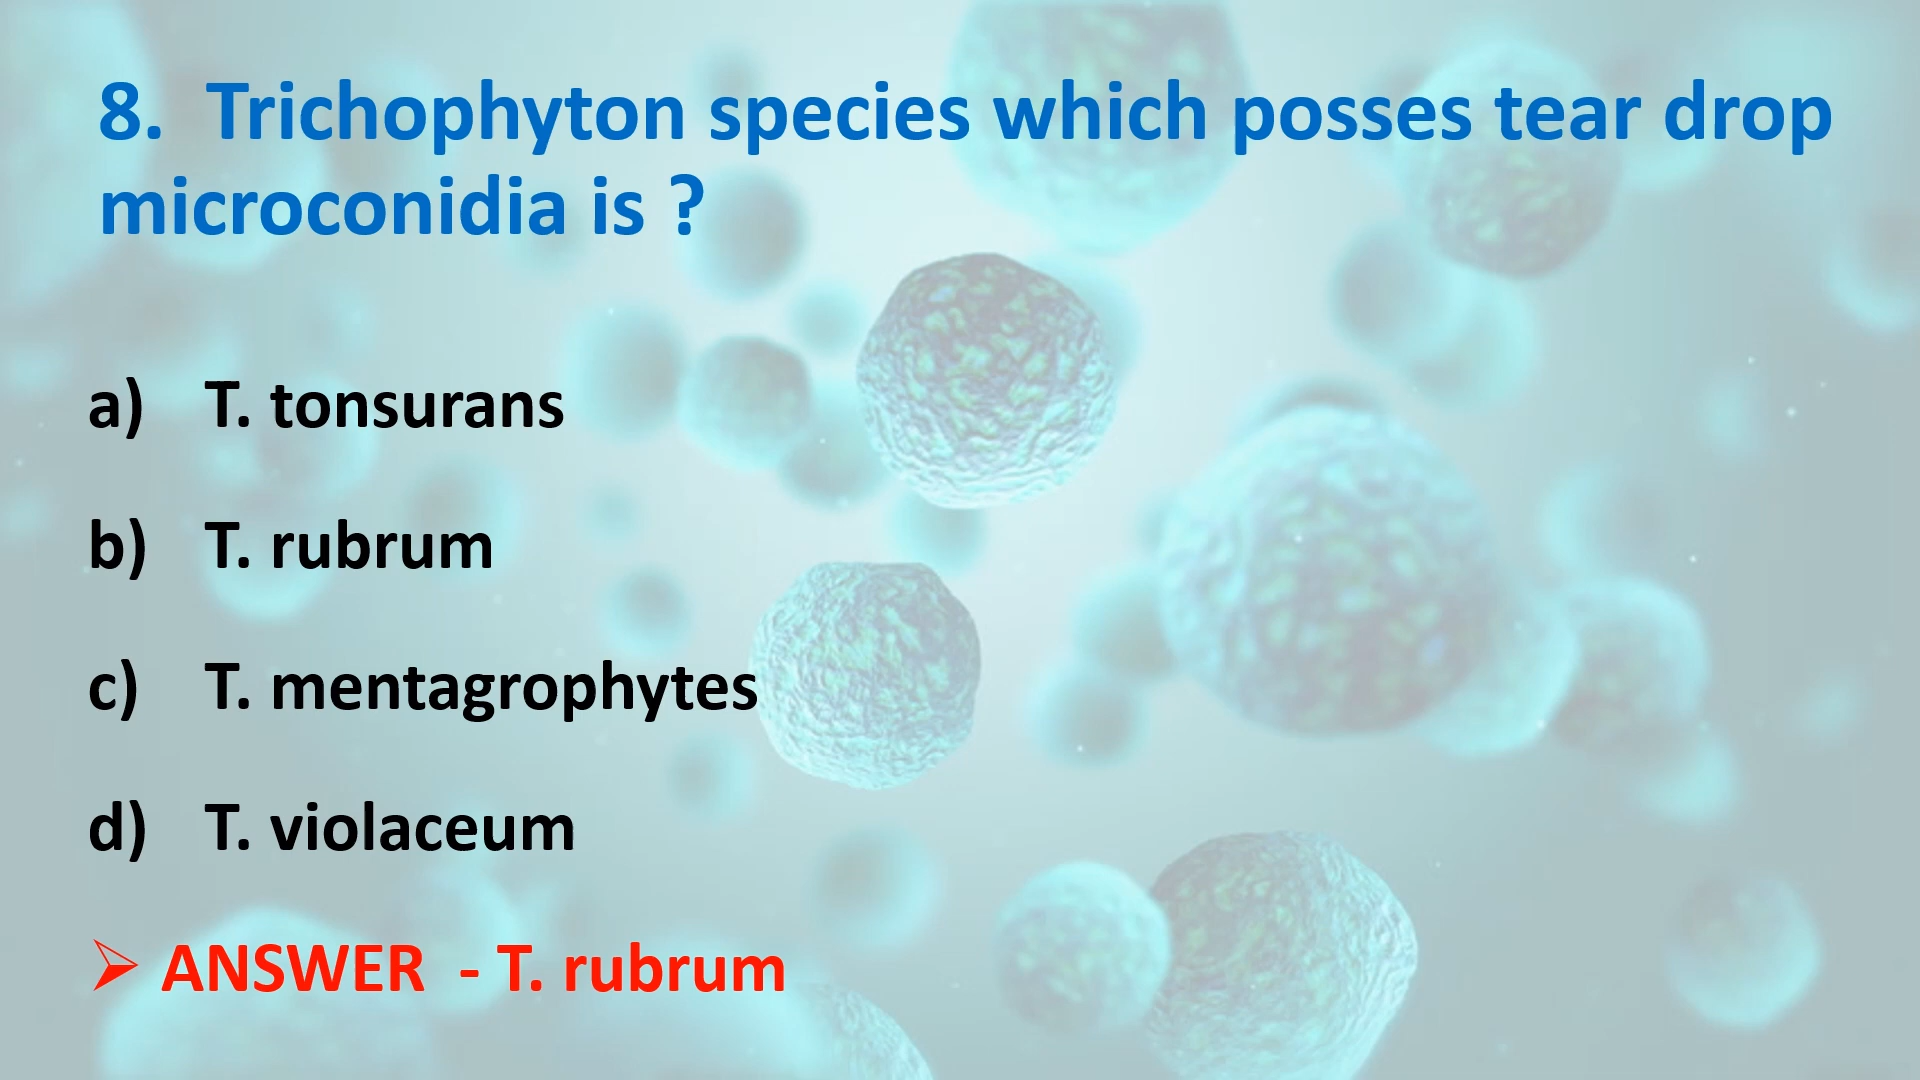 8. Trichophyton species which posses tear drop
microconidia is ?
a) T. tonsurans
b) T. rubrum
c) T. mentagrophytes
d) T. violaceum
➢ ANSWER - T. rubrum